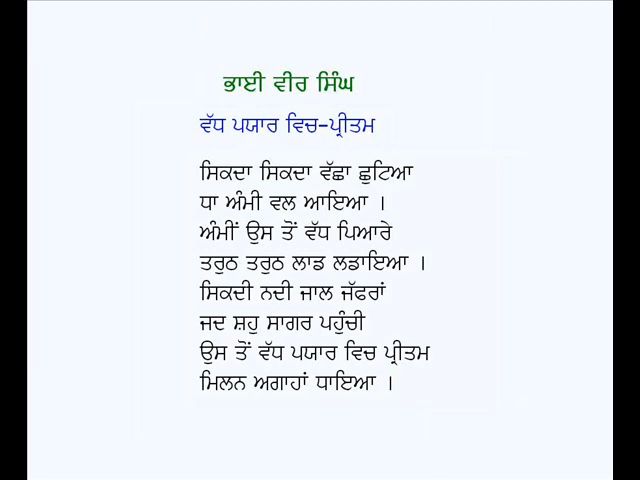 ਭਾਈ ਵੀਰ ਸਿੰਘ
ਵੱਧ ਪਯਾਰ ਵਿਚ-ਪ੍ਰੀਤਮ
ਸਿਕਦਾ ਸਿਕਦਾ ਵੱਛਾ ਛੁਟਿਆ
ਧਾ ਅੰਮੀ ਵਲ ਆਇਆ ।
ਅੰਮੀਂ ਉਸ ਤੋਂ ਵੱਧ ਪਿਆਰੇ
ਤਰੁਠ ਤਰੁਠ ਲਾਡ ਲਡਾਇਆ ।
ਸਿਕਦੀ ਨਦੀ ਜਾਲ ਜੱਫਰਾਂ
ਜਦ ਸ਼ਹੁ ਸਾਗਰ ਪਹੁੰਚੀ
ਉਸ ਤੋਂ ਵੱਧ ਪਯਾਰ ਵਿਚ ਪ੍ਰੀਤਮ
ਮਿਲਨ ਅਗਾਹਾਂ ਧਾਇਆ ।